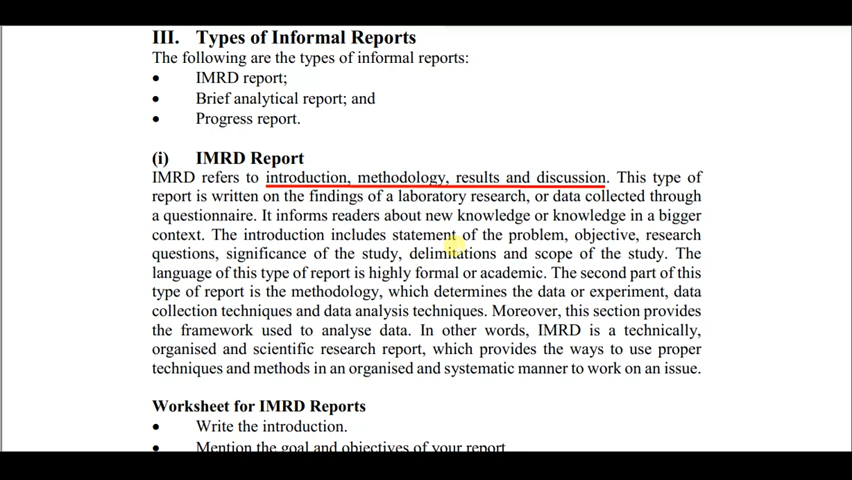 III. Types of Informal Reports
The following are the types of informal reports:
• IMRD report;
• Brief analytical report; and
• Progress report.
(i) IMRD Report
IMRD refers to introduction, methodology, results and discussion. This type of
report is written on the findings of a laboratory research, or data collected through
a questionnaire. It informs readers about new knowledge or knowledge in a bigger
context. The introduction includes statement of the problem, objective, research
questions, significance of the study, delimitations and scope of the study. The
language of this type of report is highly formal or academic. The second part of this
type of report is the methodology, which determines the data or experiment, data
collection techniques and data analysis techniques. Moreover, this section provides
the framework used to analyse data. In other words, IMRD is a technically,
organised and scientific research report, which provides the ways to use proper
techniques and methods in an organised and systematic manner to work on an issue.
Worksheet for IMRD Reports
• Write the introduction.
• Mention the goal and objectives of your report